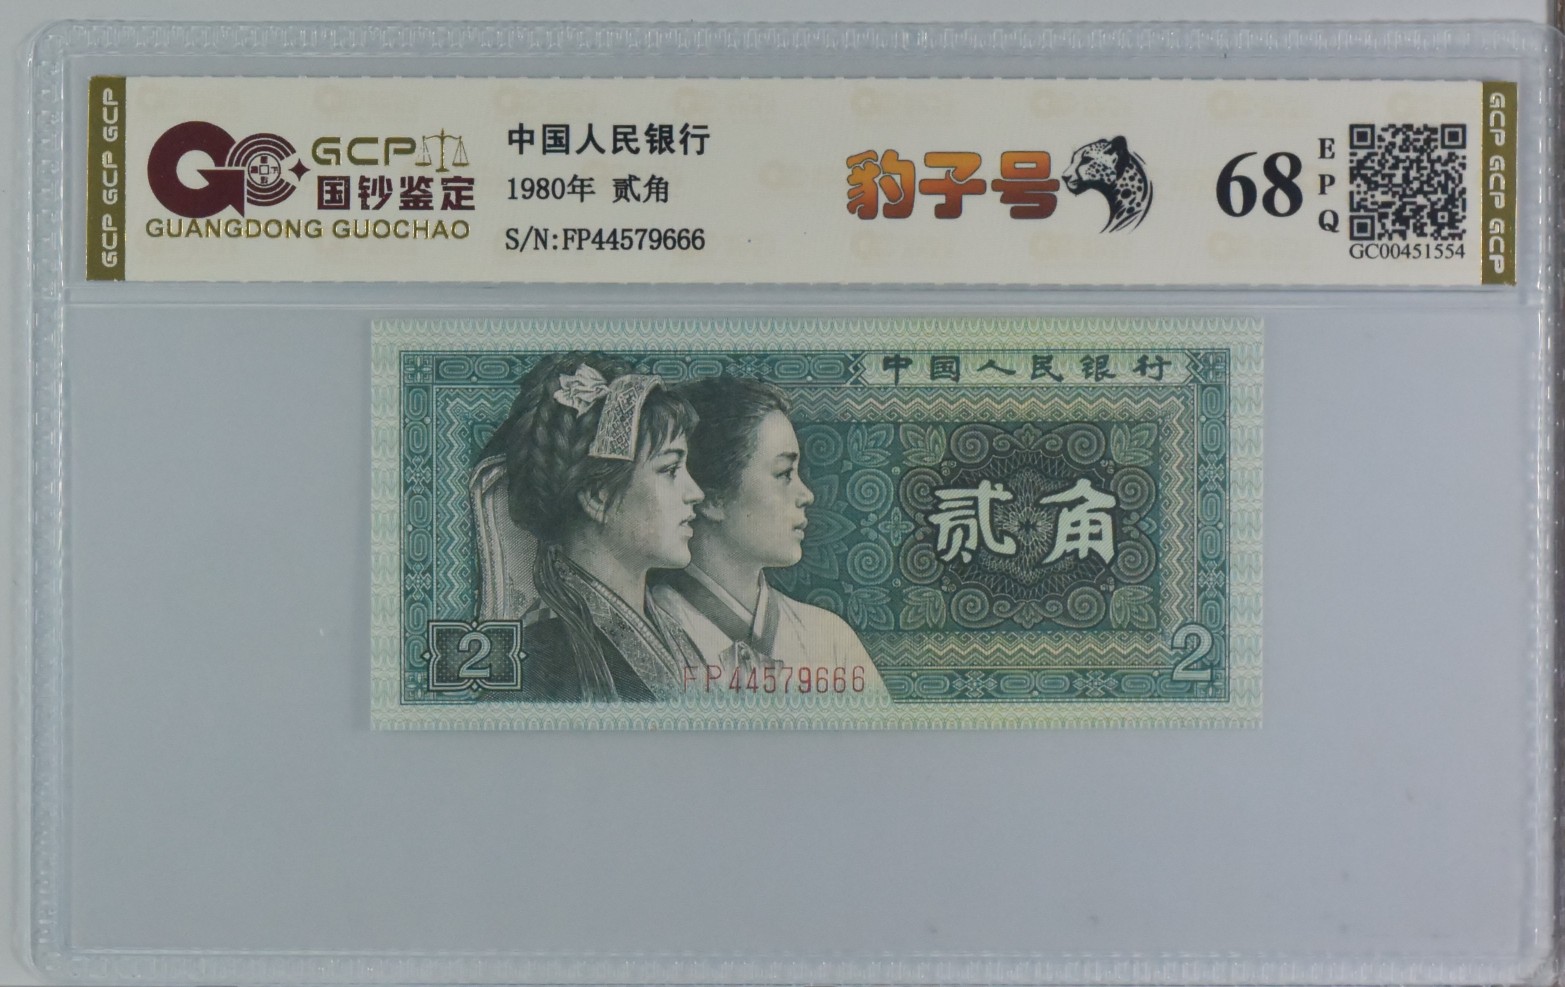 GCP GCP GCP
GCP
国钞鉴定
GUANGDONG GUOCHAO
中国人民银行
1980年 贰角
S/N:FP44579666
豹子号
68
EPQ
GC00451554
GCP GCP GCP
中国人民银行
贰角
2
FP44579666
2